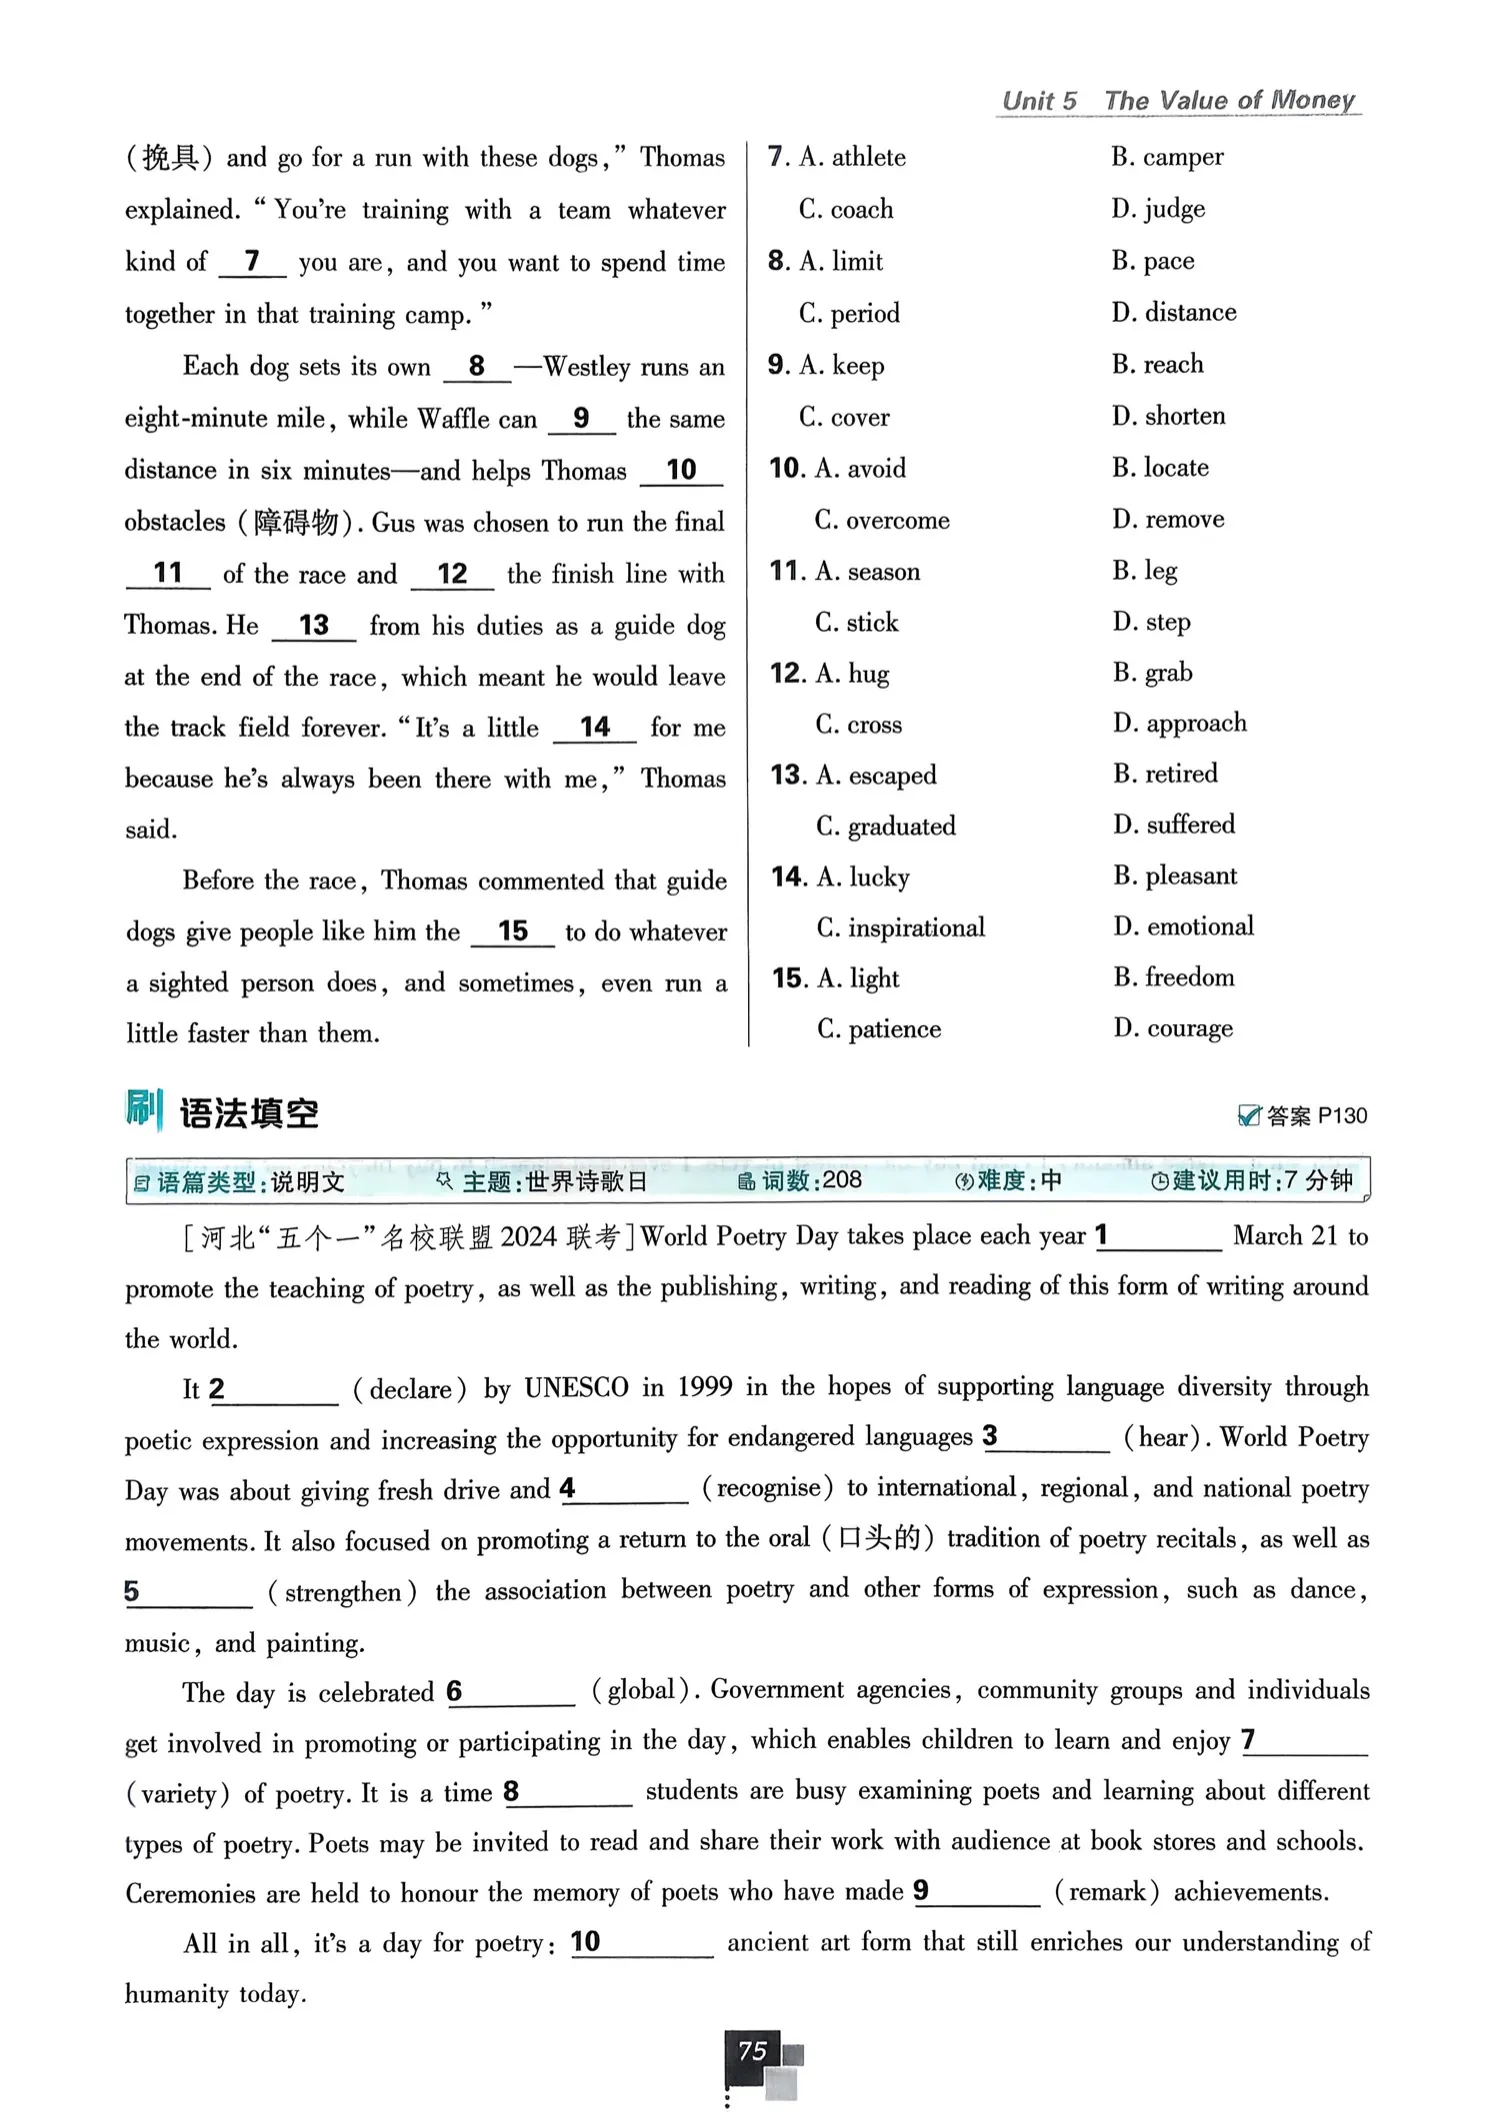 Unit 5 The Value of Money
(挽具) and go for a run with these dogs,” Thomas
explained. “You're training with a team whatever
kind of 7 you are, and you want to spend time
together in that training camp.”
Each dog sets its own 8 —Westley runs an
eight-minute mile, while Waffle can 9 the same
distance in six minutes—and helps Thomas 10
obstacles (障碍物). Gus was chosen to run the final
11 of the race and 12 the finish line with
Thomas. He 13 from his duties as a guide dog
at the end of the race, which meant he would leave
the track field forever. “It's a little 14 for me
because he's always been there with me,” Thomas
said.
Before the race, Thomas commented that guide
dogs give people like him the 15 to do whatever
a sighted person does, and sometimes, even run a
little faster than them.
7. A. athlete B. camper
C. coach D. judge
8. A. limit B. pace
C. period D. distance
9. A. keep B. reach
C. cover D. shorten
10. A. avoid B. locate
C. overcome D. remove
11. A. season B. leg
C. stick D. step
12. A. hug B. grab
C. cross D. approach
13. A. escaped B. retired
C. graduated D. suffered
14. A. lucky B. pleasant
C. inspirational D. emotional
15. A. light B. freedom
C. patience D. courage
刷 语法填空 答案 P130
语篇类型:说明文 主题:世界诗歌日 词数:208 难度:中 建议用时:7 分钟
[河北“五个一”名校联盟 2024 联考]World Poetry Day takes place each year 1 March 21 to
promote the teaching of poetry, as well as the publishing, writing, and reading of this form of writing around
the world.
It 2 (declare) by UNESCO in 1999 in the hopes of supporting language diversity through
poetic expression and increasing the opportunity for endangered languages 3 (hear). World Poetry
Day was about giving fresh drive and 4 (recognise) to international, regional, and national poetry
movements. It also focused on promoting a return to the oral (口头的) tradition of poetry recitals, as well as
5 (strengthen) the association between poetry and other forms of expression, such as dance,
music, and painting.
The day is celebrated 6 (global). Government agencies, community groups and individuals
get involved in promoting or participating in the day, which enables children to learn and enjoy 7
(variety) of poetry. It is a time 8 students are busy examining poets and learning about different
types of poetry. Poets may be invited to read and share their work with audience at book stores and schools.
Ceremonies are held to honour the memory of poets who have made 9 (remark) achievements.
All in all, it's a day for poetry: 10 ancient art form that still enriches our understanding of
humanity today.
75